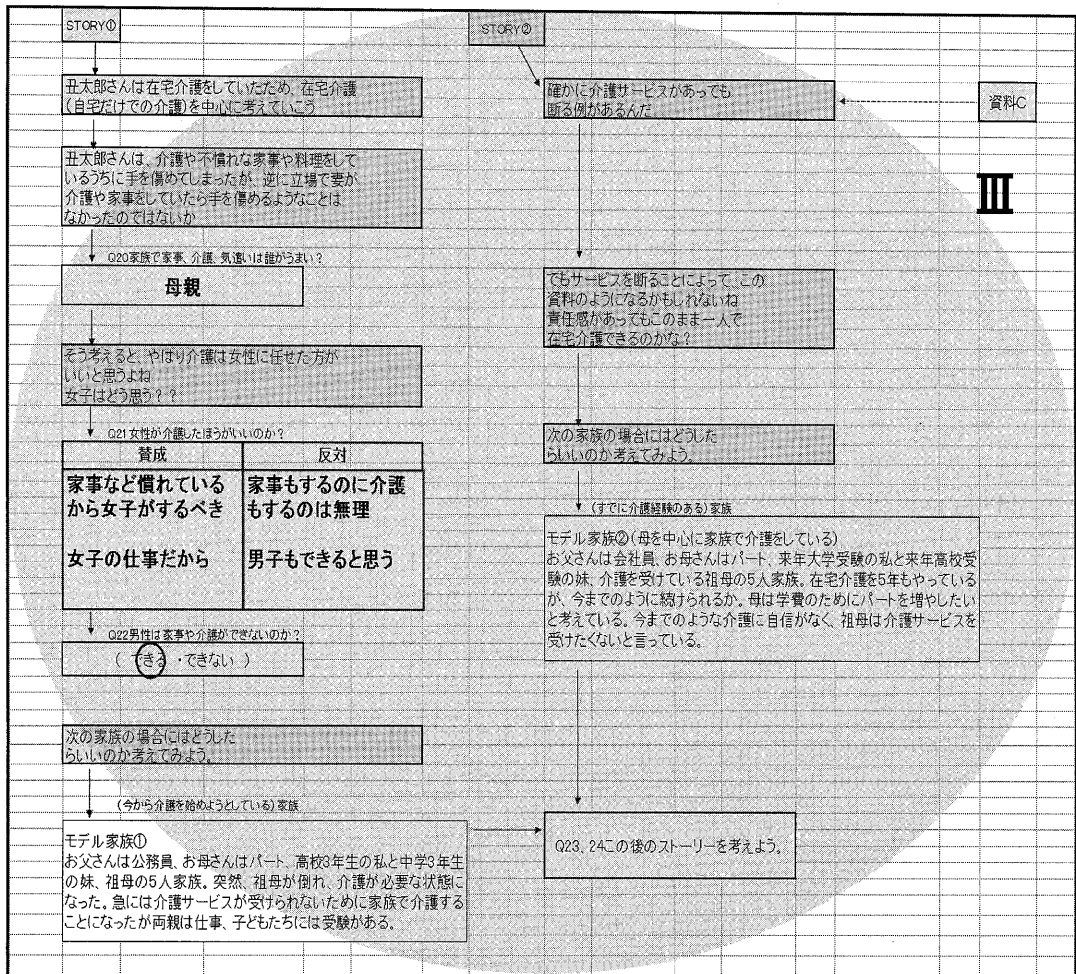 STORY①
丑太郎さんは在宅介護をしていたため、在宅介護
(自宅だけでの介護)を中心に考えていこう
丑太郎さんは、介護や不慣れな家事や料理をして
いるうちに手を傷めてしまったが、逆に立場で妻が
介護や家事をしていたら手を傷めるようなことは
なかったのではないか
Q20家族で家事、介護、気遣いは誰がうまい?
母親
そう考えると、やはり介護は女性に任せた方が
いいと思うよね
女子はどう思う??
Q21女性が介護したほうがいいのか?
賛成
反対
家事など慣れている
から女子がするべき
女子の仕事だから
家事もするのに介護
もするのは無理
男子もできると思う
Q22男性は家事や介護ができないのか?
( できる ・できない )
次の家族の場合にはどうした
らいいのか考えてみよう。
(今から介護を始めようとしている)家族
モデル家族①
お父さんは公務員、お母さんはパート、高校3年生の私と中学3年生
の妹、祖母の5人家族。突然、祖母が倒れ、介護が必要な状態に
なった。急には介護サービスが受けられないために家族で介護する
ことになったが両親は仕事、子どもたちには受験がある。
STORY②
確かに介護サービスがあっても
断る例があるんだ
資料C
Ⅲ
でもサービスを断ることによって、この
資料のようになるかもしれないね
責任感があってもこのまま一人で
在宅介護できるのかな?
次の家族の場合にはどうした
らいいのか考えてみよう。
(すでに介護経験のある)家族
モデル家族②(母を中心に家族で介護をしている)
お父さんは会社員、お母さんはパート、来年大学受験の私と来年高校受
験の妹、介護を受けている祖母の5人家族。在宅介護を5年もやっている
が、今までのように続けられるか。母は学費のためにパートを増やしたい
と考えている。今までのような介護に自信がなく、祖母は介護サービスを
受けたくないと言っている。
Q23、24この後のストーリーを考えよう。